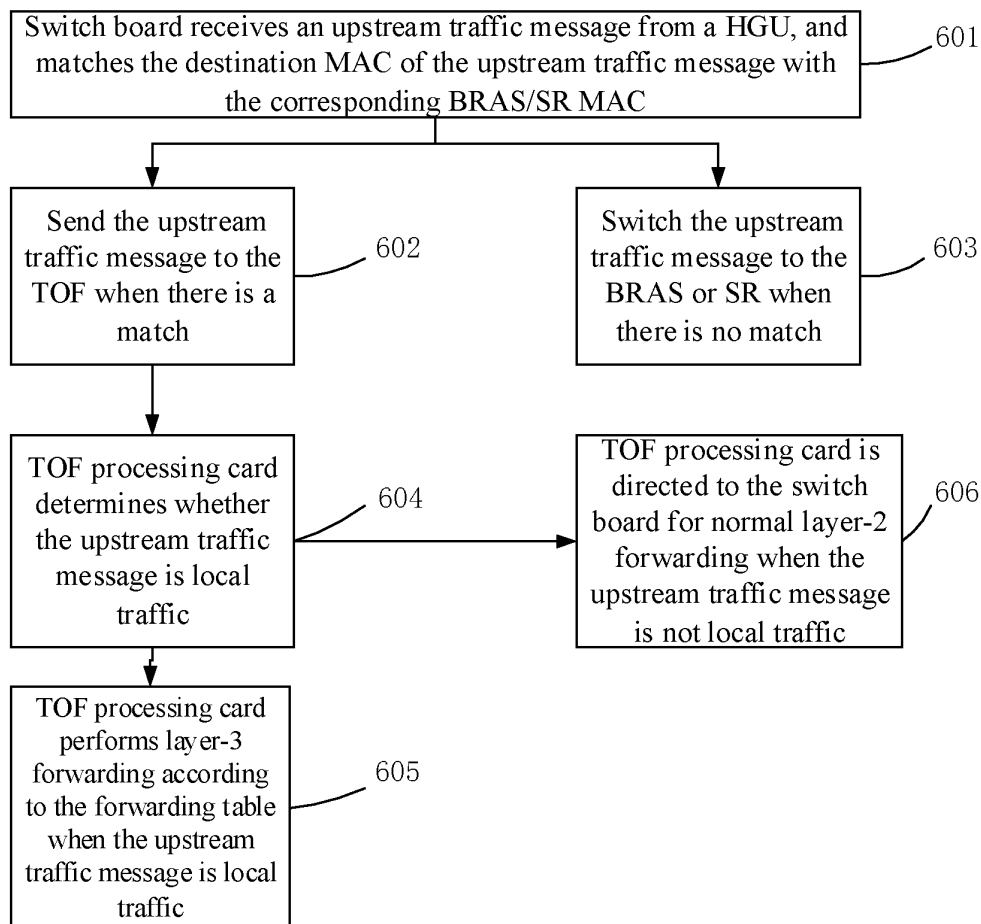 Switch board receives an upstream traffic message from a HGU, and
matches the destination MAC of the upstream traffic message with
the corresponding BRAS/SR MAC
601
Send the upstream
traffic message to the
TOF when there is a
match
602
Switch the upstream
traffic message to the
BRAS or SR when
there is no match
603
TOF processing card
determines whether
the upstream traffic
message is local
traffic
604
TOF processing card is
directed to the switch
board for normal layer-2
forwarding when the
upstream traffic message
is not local traffic
606
TOF processing card
performs layer-3
forwarding according
to the forwarding table
when the upstream
traffic message is local
traffic
605